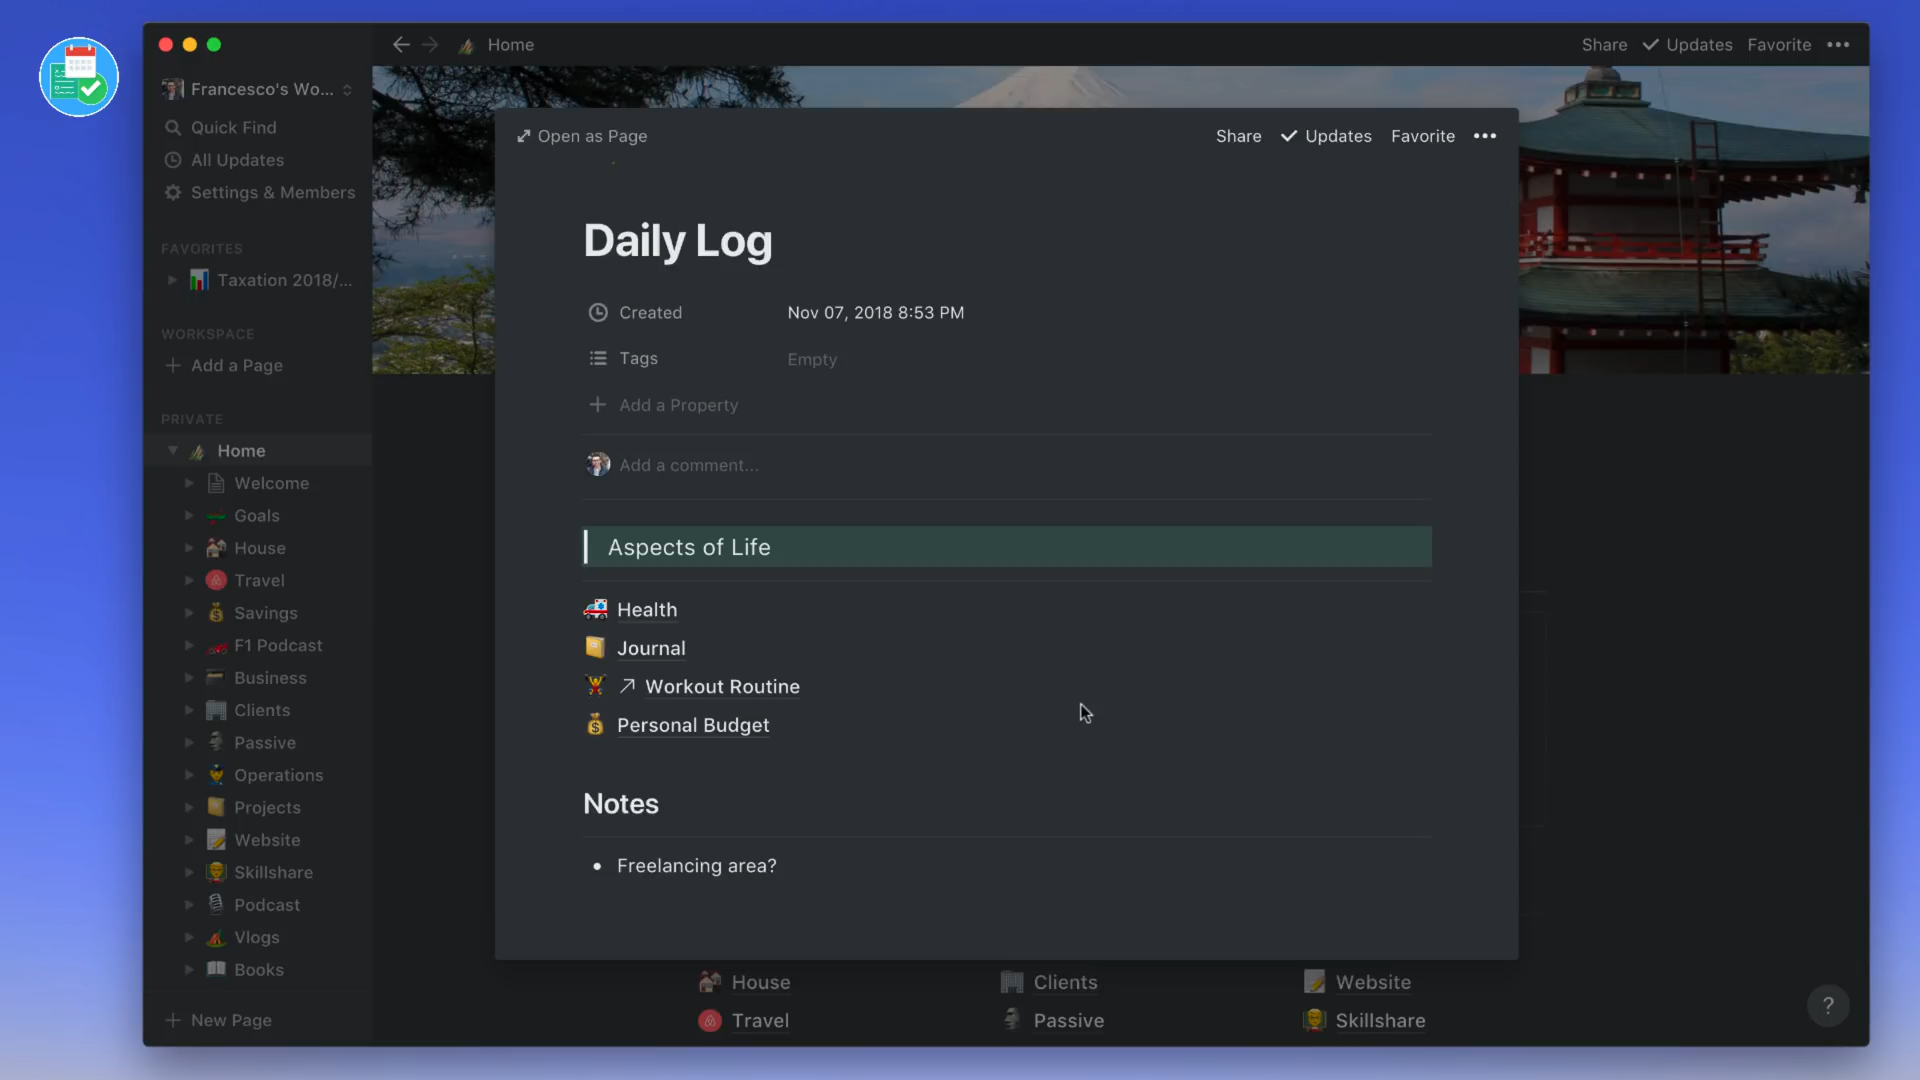 Home
Share
Updates
Favorite
Francesco's Wo...
Quick Find
All Updates
Settings & Members
FAVORITES
Taxation 2018/...
WORKSPACE
Add a Page
PRIVATE
Home
Welcome
Goals
House
Travel
Savings
F1 Podcast
Business
Clients
Passive
Operations
Projects
Website
Skillshare
Podcast
Vlogs
Books
New Page
Open as Page
Share
Updates
Favorite
Daily Log
Created Nov 07, 2018 8:53 PM
Tags Empty
Add a Property
Add a comment...
Aspects of Life
Health
Journal
Workout Routine
Personal Budget
Notes
• Freelancing area?
House Clients Website
Travel Passive Skillshare
?